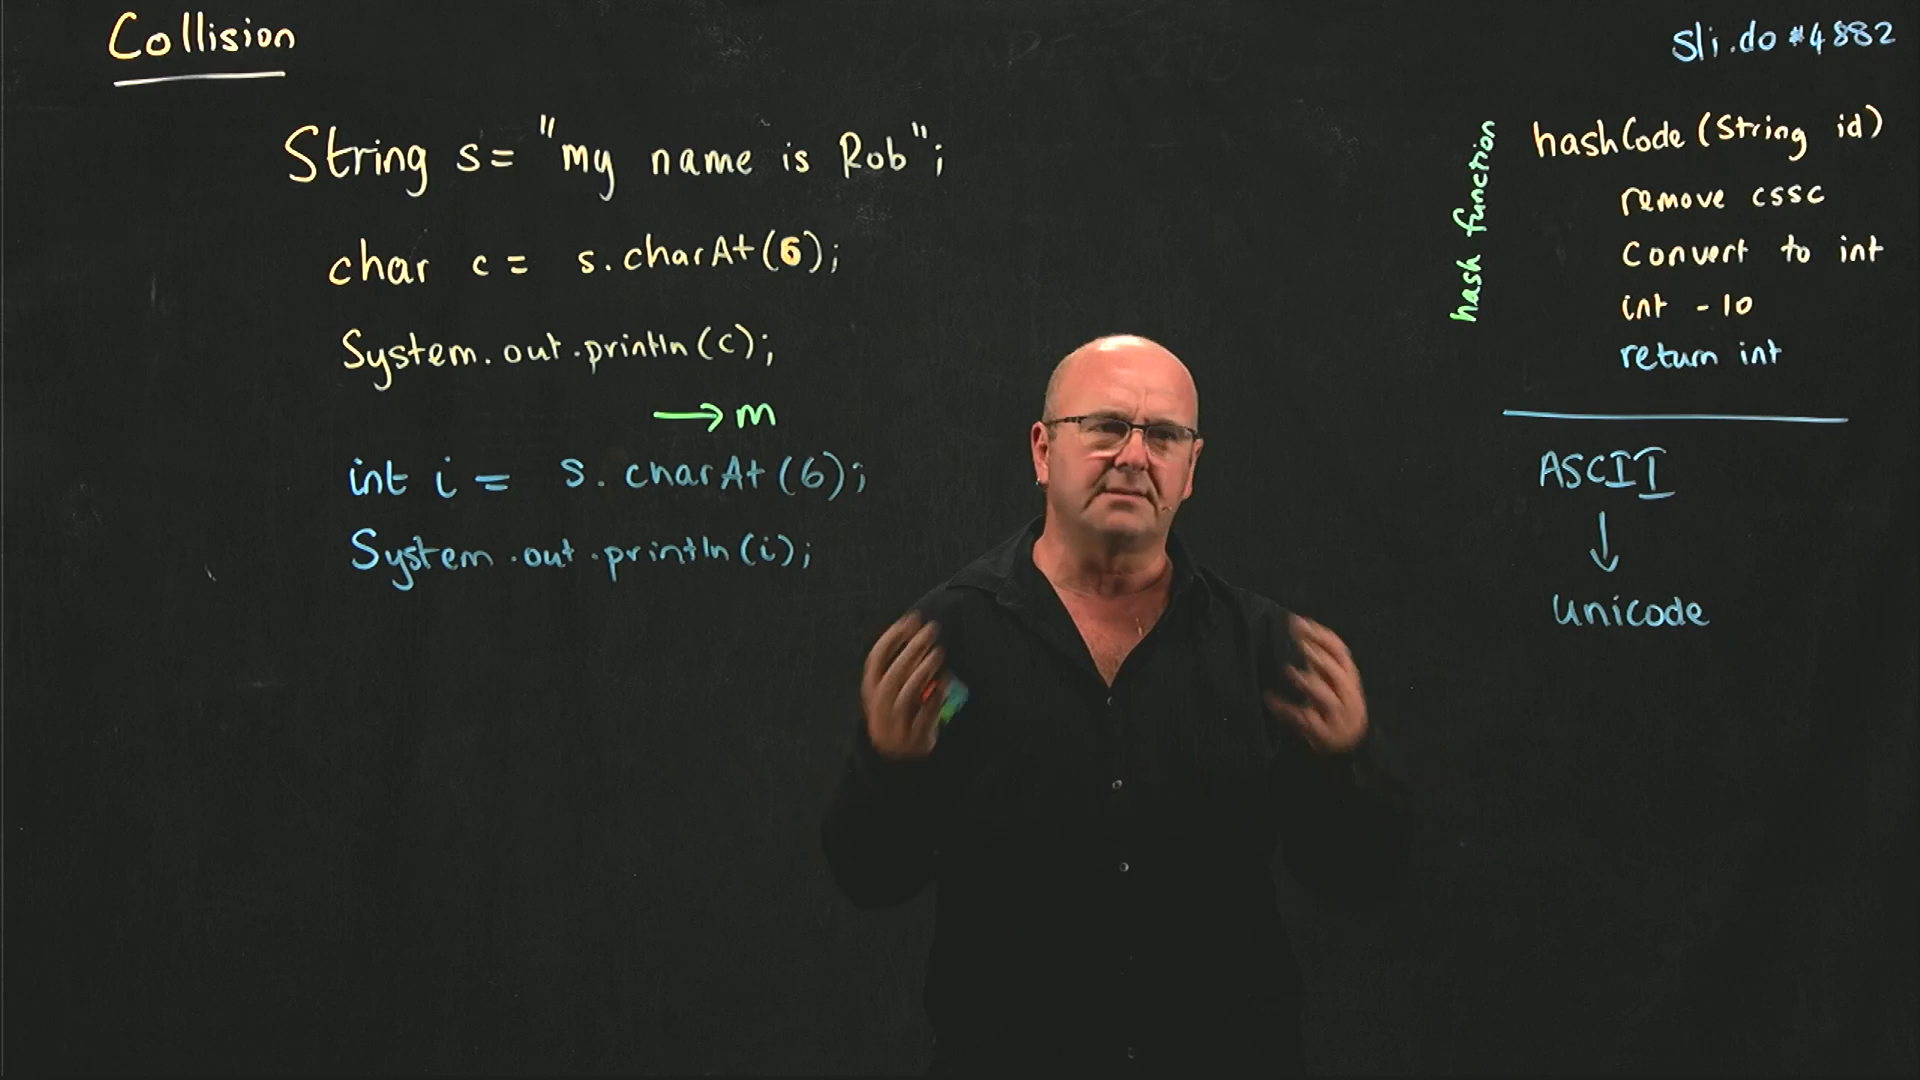 Collision
sli.do #4882
String s= "my name is Rob";
char c = s.charAt(6);
System.out.println(c);
→ m
int i = s.charAt(6);
System.out.println(i);
hash function
hashCode(String id)
remove cssc
Convert to int
int - 10
return int
ASCII
↓
Unicode